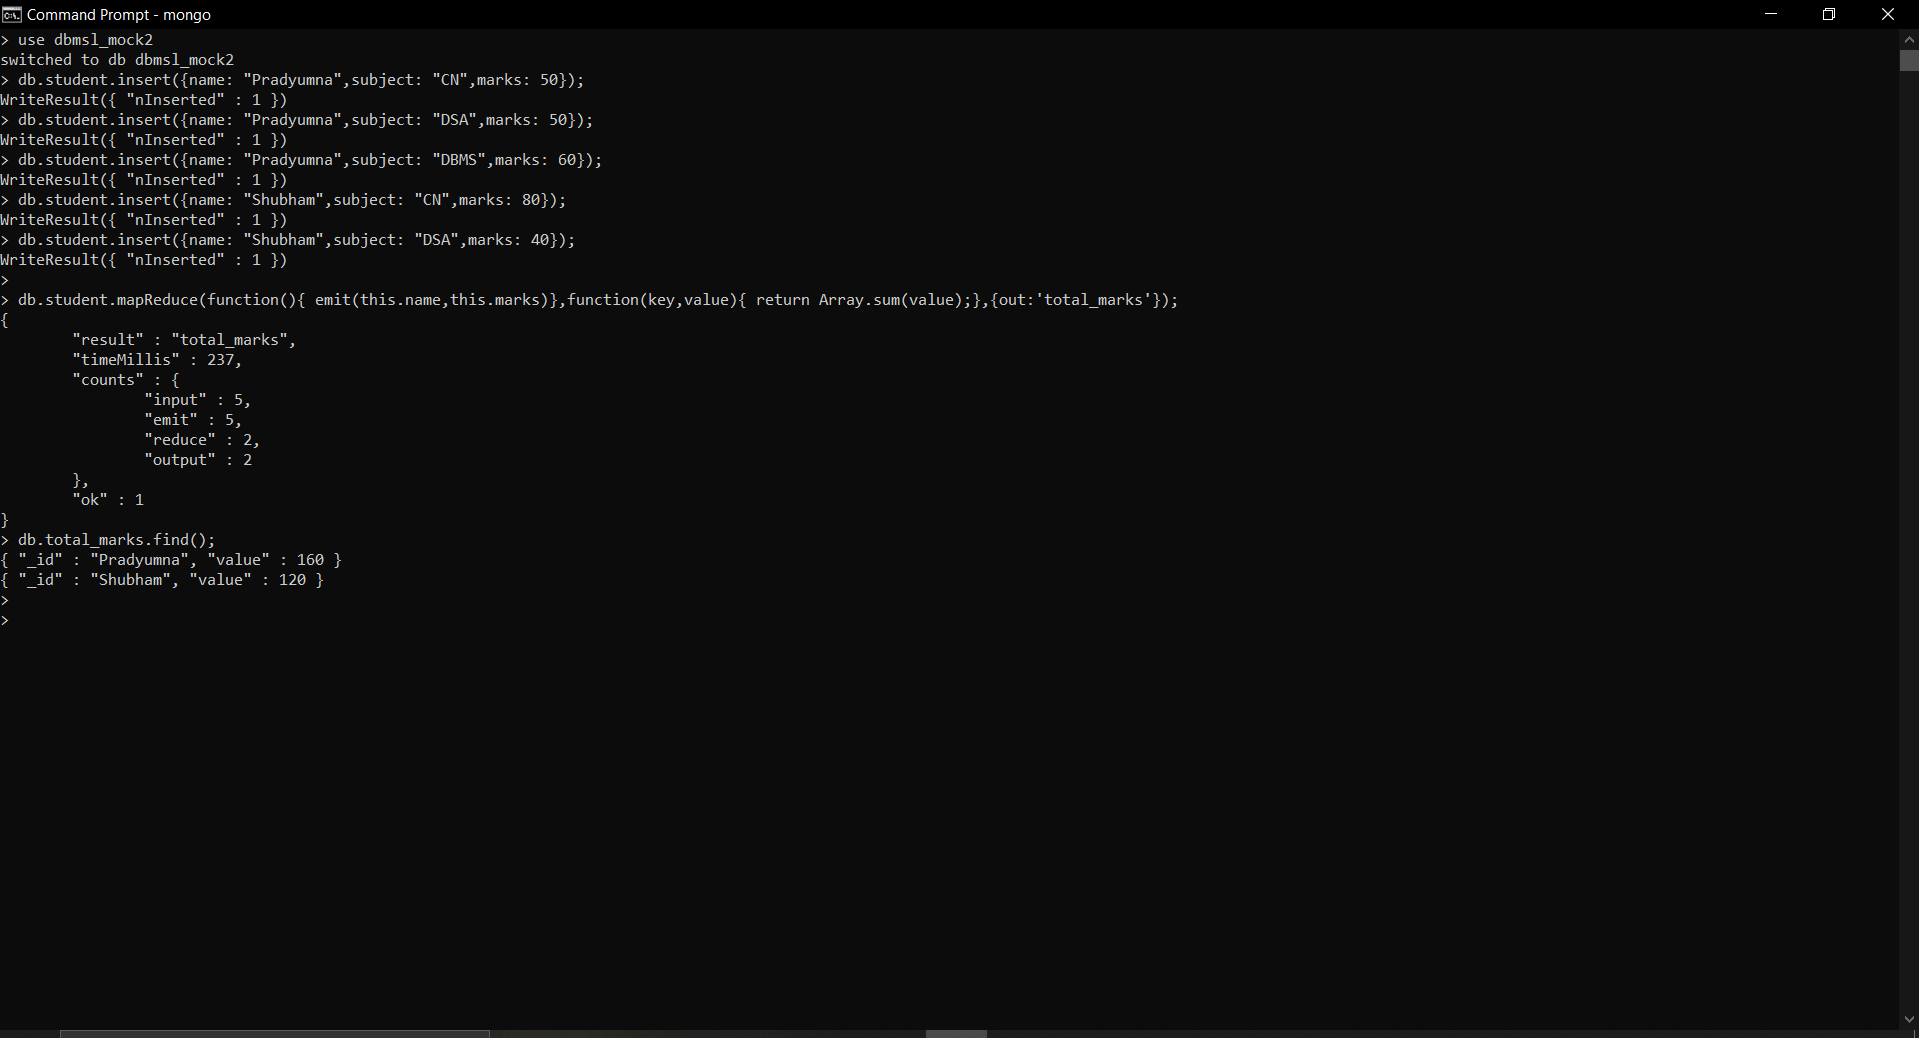 Command Prompt - mongo
> use dbmsl_mock2
switched to db dbmsl_mock2
> db.student.insert({name: "Pradyumna",subject: "CN",marks: 50});
WriteResult({ "nInserted" : 1 })
> db.student.insert({name: "Pradyumna",subject: "DSA",marks: 50});
WriteResult({ "nInserted" : 1 })
> db.student.insert({name: "Pradyumna",subject: "DBMS",marks: 60});
WriteResult({ "nInserted" : 1 })
> db.student.insert({name: "Shubham",subject: "CN",marks: 80});
WriteResult({ "nInserted" : 1 })
> db.student.insert({name: "Shubham",subject: "DSA",marks: 40});
WriteResult({ "nInserted" : 1 })
>
> db.student.mapReduce(function(){ emit(this.name,this.marks)},function(key,value){ return Array.sum(value);},{out:'total_marks'});
{
        "result" : "total_marks",
        "timeMillis" : 237,
        "counts" : {
                "input" : 5,
                "emit" : 5,
                "reduce" : 2,
                "output" : 2
        },
        "ok" : 1
}
> db.total_marks.find();
{ "_id" : "Pradyumna", "value" : 160 }
{ "_id" : "Shubham", "value" : 120 }
>
>